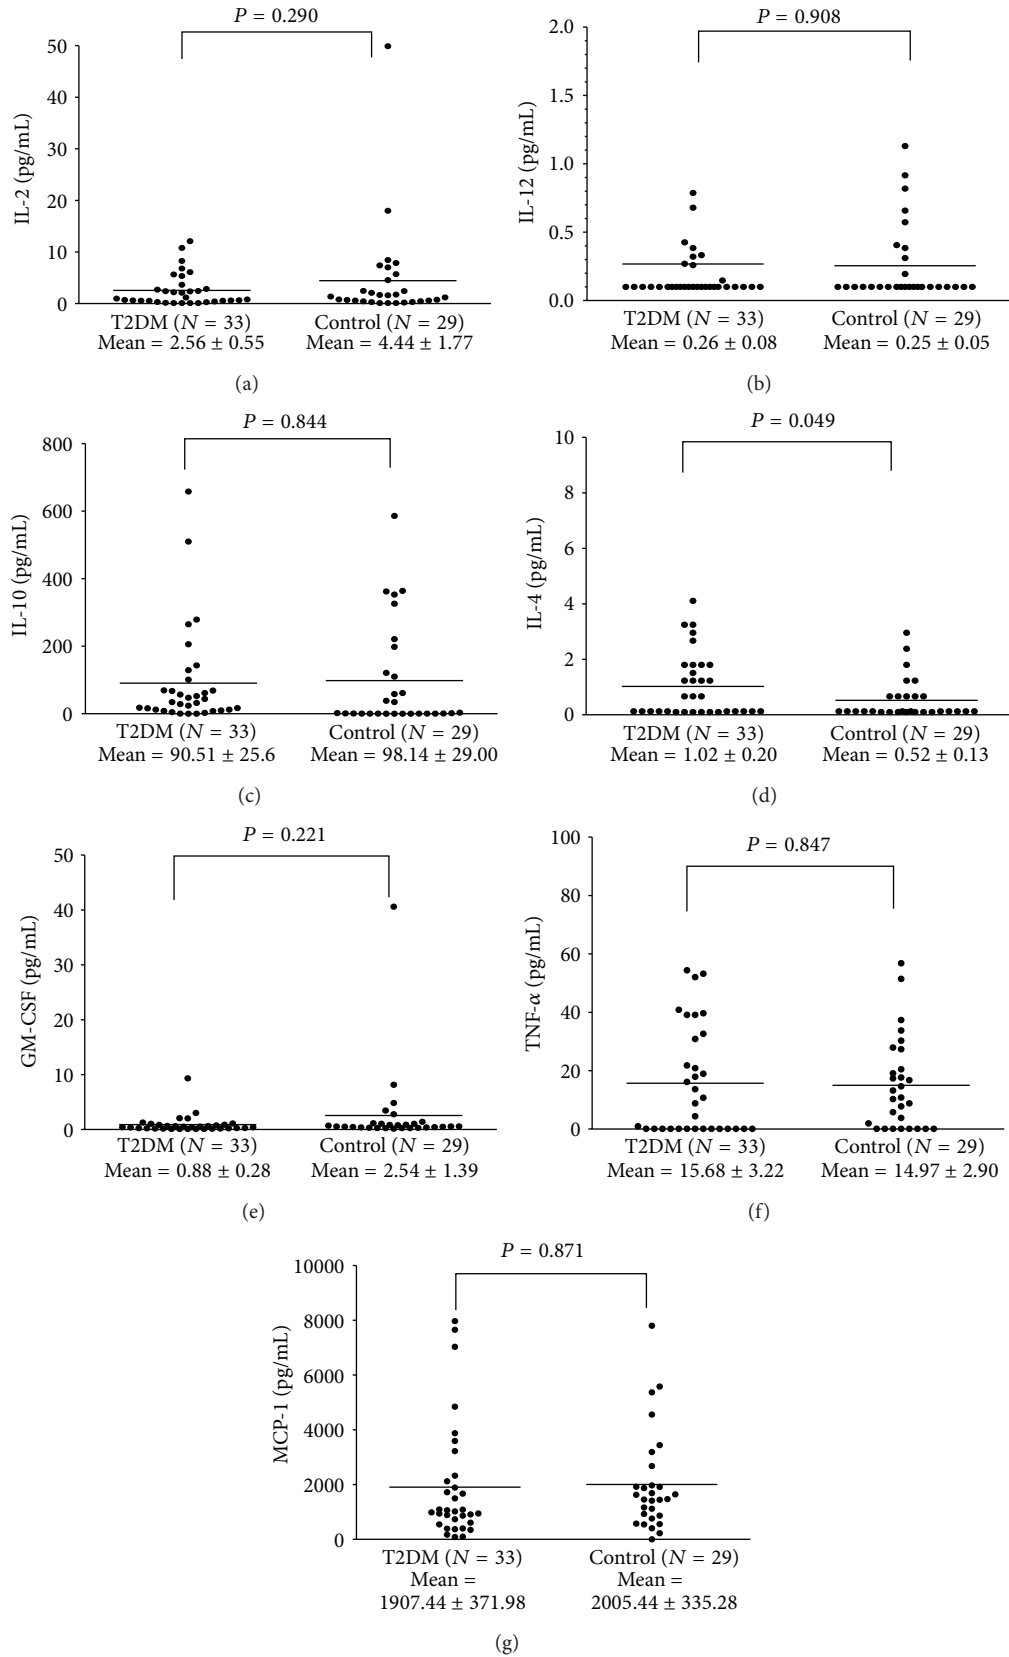 P = 0.290
50
40
30
20
10
0
IL-2 (pg/mL)
T2DM (N = 33)
Mean = 2.56 ± 0.55
Control (N = 29)
Mean = 4.44 ± 1.77
(a)
P = 0.908
2.0
1.5
1.0
0.5
0.0
IL-12 (pg/mL)
T2DM (N = 33)
Mean = 0.26 ± 0.08
Control (N = 29)
Mean = 0.25 ± 0.05
(b)
P = 0.844
800
600
400
200
0
IL-10 (pg/mL)
T2DM (N = 33)
Mean = 90.51 ± 25.6
Control (N = 29)
Mean = 98.14 ± 29.00
(c)
P = 0.049
10
8
6
4
2
0
IL-4 (pg/mL)
T2DM (N = 33)
Mean = 1.02 ± 0.20
Control (N = 29)
Mean = 0.52 ± 0.13
(d)
P = 0.221
50
40
30
20
10
0
GM-CSF (pg/mL)
T2DM (N = 33)
Mean = 0.88 ± 0.28
Control (N = 29)
Mean = 2.54 ± 1.39
(e)
P = 0.847
100
80
60
40
20
0
TNF-α (pg/mL)
T2DM (N = 33)
Mean = 15.68 ± 3.22
Control (N = 29)
Mean = 14.97 ± 2.90
(f)
P = 0.871
10000
8000
6000
4000
2000
0
MCP-1 (pg/mL)
T2DM (N = 33)
Mean =
1907.44 ± 371.98
Control (N = 29)
Mean =
2005.44 ± 335.28
(g)